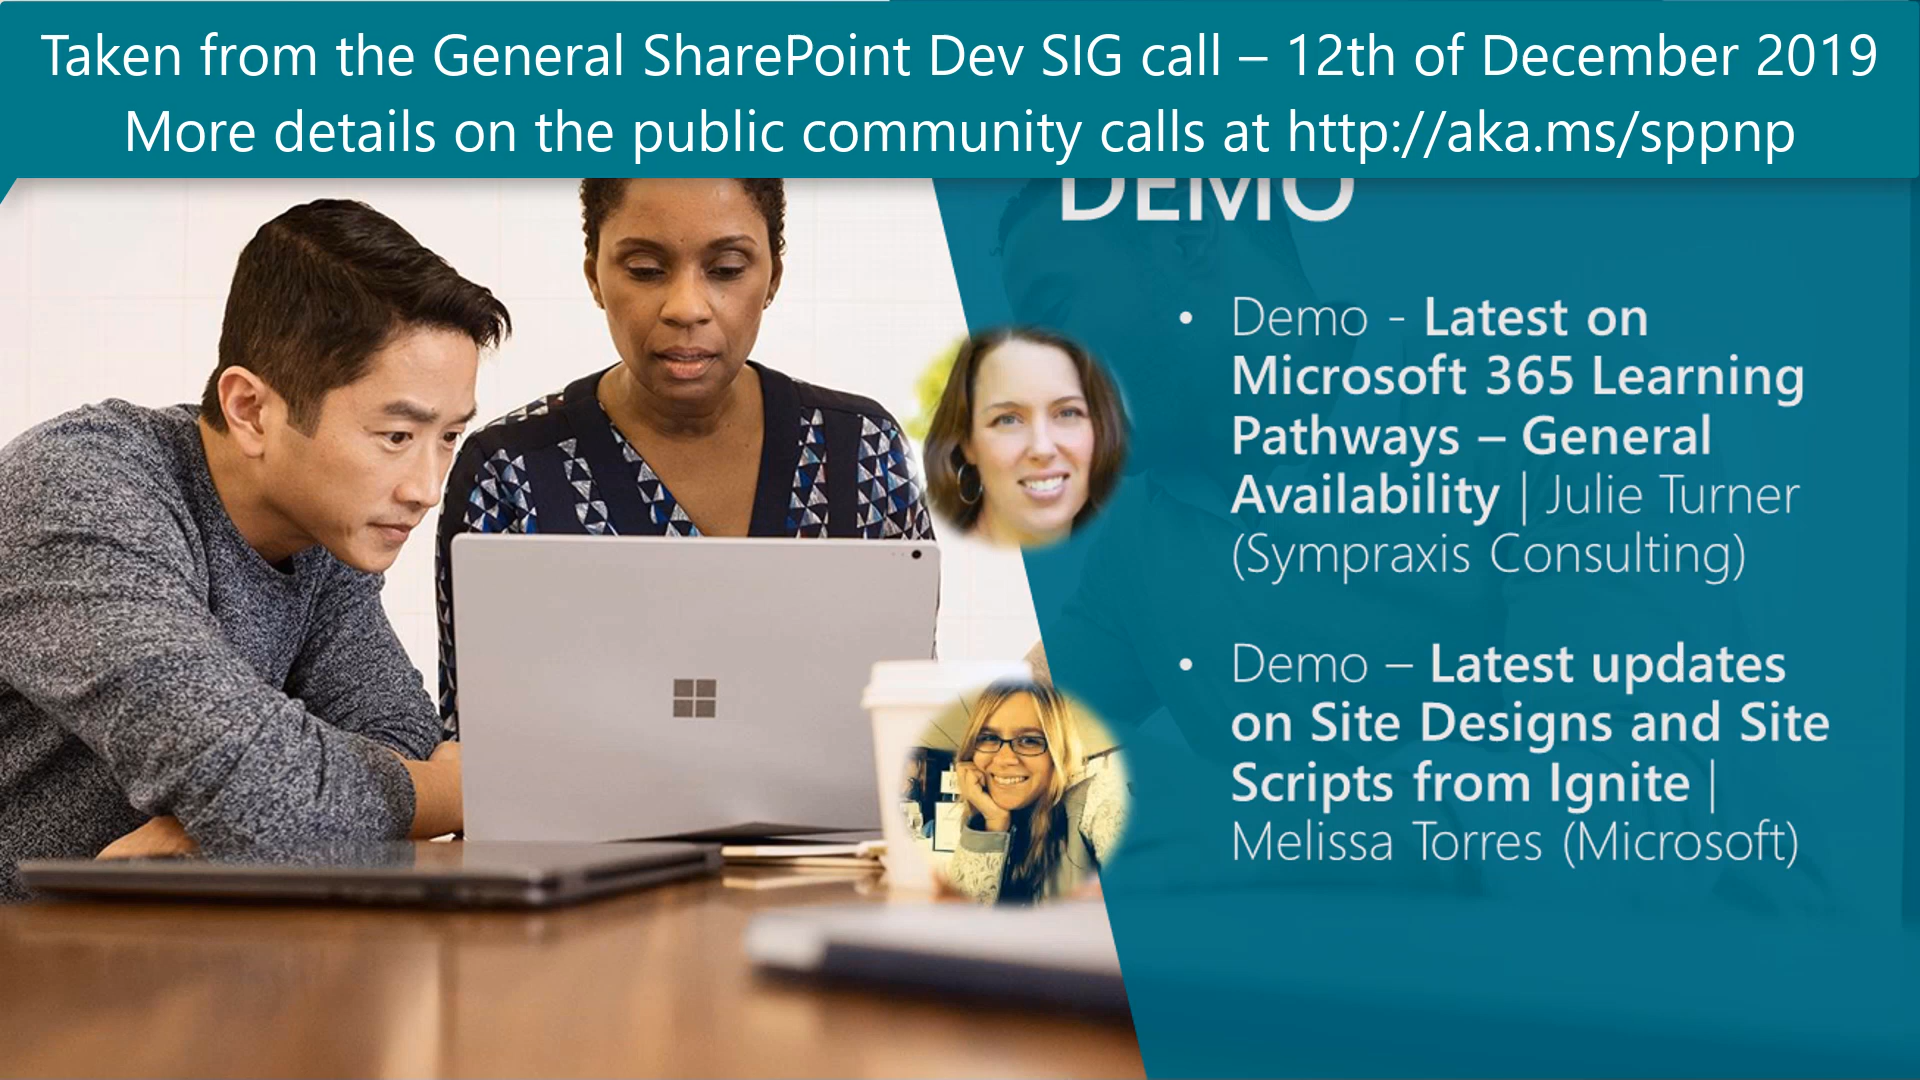 Taken from the General SharePoint Dev SIG call – 12th of December 2019
More details on the public community calls at http://aka.ms/sppnp
DEMO
• Demo - Latest on
Microsoft 365 Learning
Pathways – General
Availability | Julie Turner
(Sympraxis Consulting)
• Demo – Latest updates
on Site Designs and Site
Scripts from Ignite |
Melissa Torres (Microsoft)